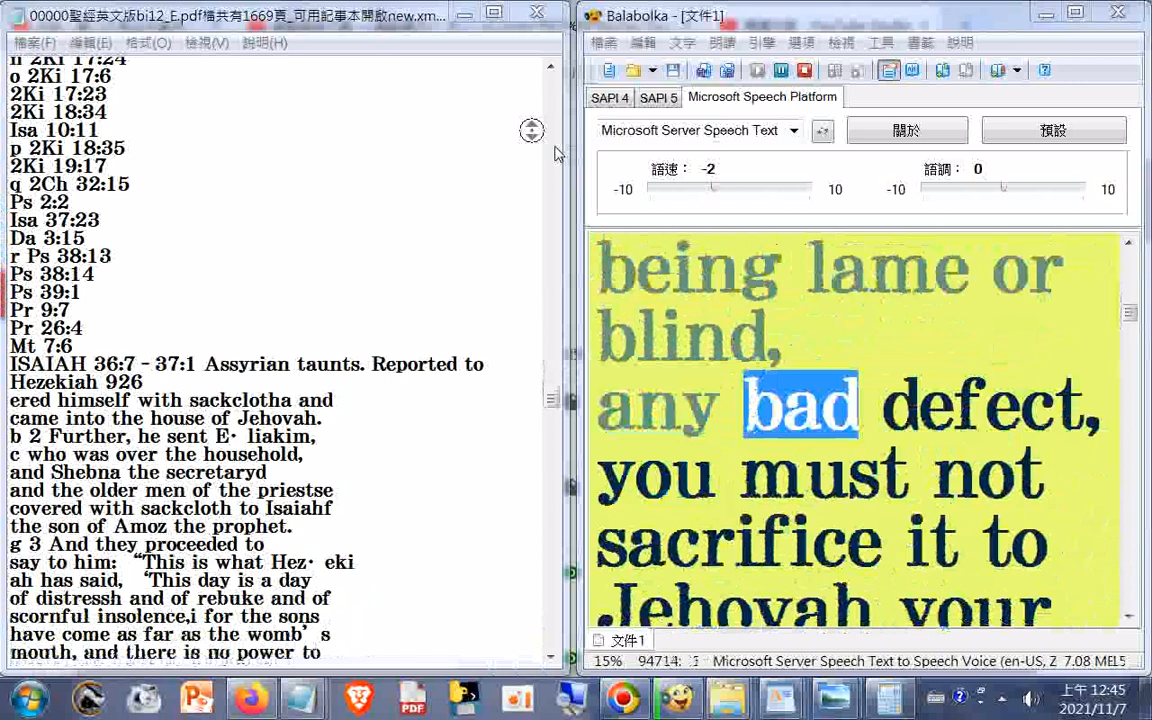 00000聖經英文版bi12_E.pdf檔共有1669頁_可用記事本開啟new.xm...
檔案(F) 編輯(E) 格式(O) 檢視(V) 說明(H)
n 2Ki 17:24
o 2Ki 17:6
2Ki 17:23
2Ki 18:34
Isa 10:11
p 2Ki 18:35
2Ki 19:17
q 2Ch 32:15
Ps 2:2
Isa 37:23
Da 3:15
r Ps 38:13
Ps 38:14
Ps 39:1
Pr 9:7
Pr 26:4
Mt 7:6
ISAIAH 36:7 – 37:1 Assyrian taunts. Reported to
Hezekiah 926
ered himself with sackclotha and
came into the house of Jehovah.
b 2 Further, he sent E· liakim,
c who was over the household,
and Shebna the secretaryd
and the older men of the priestse
covered with sackcloth to Isaiahf
the son of Amoz the prophet.
g 3 And they proceeded to
say to him: “This is what Hez· eki
ah has said, ‘This day is a day
of distressh and of rebuke and of
scornful insolence,i for the sons
have come as far as the womb’s
mouth, and there is no power to
Balabolka - [文件1]
檔案 編輯 文字 朗讀 引擎 選項 檢視 工具 書籤 說明
SAPI 4 SAPI 5 Microsoft Speech Platform
Microsoft Server Speech Text 關於 預設
語速： -2 語調： 0
-10 10 -10 10
being lame or
blind,
any bad defect,
you must not
sacrifice it to
Jehovah your
文件1
15% 94714: Microsoft Server Speech Text to Speech Voice (en-US, Z 7.08 МБ
上午 12:45
2021/11/7